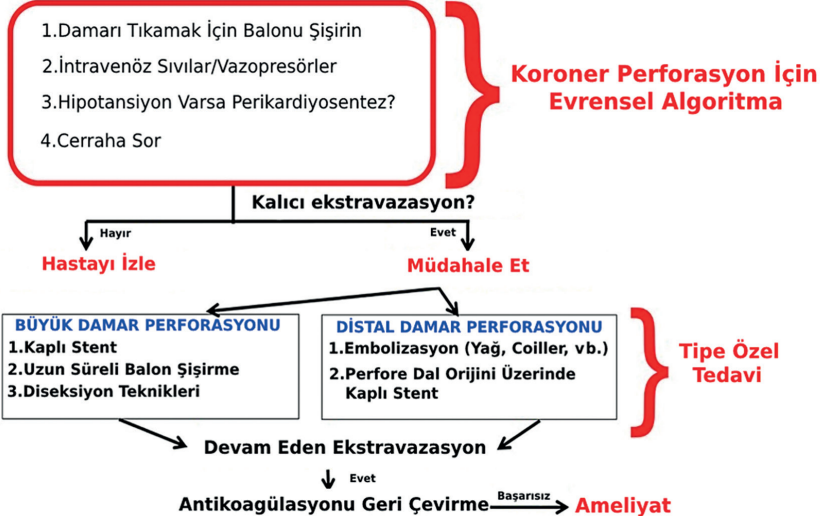 1.Damarı Tıkamak İçin Balonu Şişirin
2.İntravenöz Sıvılar/Vazopresörler
3.Hipotansiyon Varsa Perikardiyosentez?
4.Cerraha Sor
Koroner Perforasyon İçin
Evrensel Algoritma
Kalıcı ekstravazasyon?
Hayır
Evet
Hastayı İzle
Müdahale Et
BÜYÜK DAMAR PERFORASYONU
1.Kaplı Stent
2.Uzun Süreli Balon Şişirme
3.Diseksiyon Teknikleri
DİSTAL DAMAR PERFORASYONU
1.Embolizasyon (Yağ, Coiller, vb.)
2.Perfore Dal Orijini Üzerinde
Kaplı Stent
Tipe Özel
Tedavi
Devam Eden Ekstravazasyon
Evet
Antikoagülasyonu Geri Çevirme
Başarısız
Ameliyat